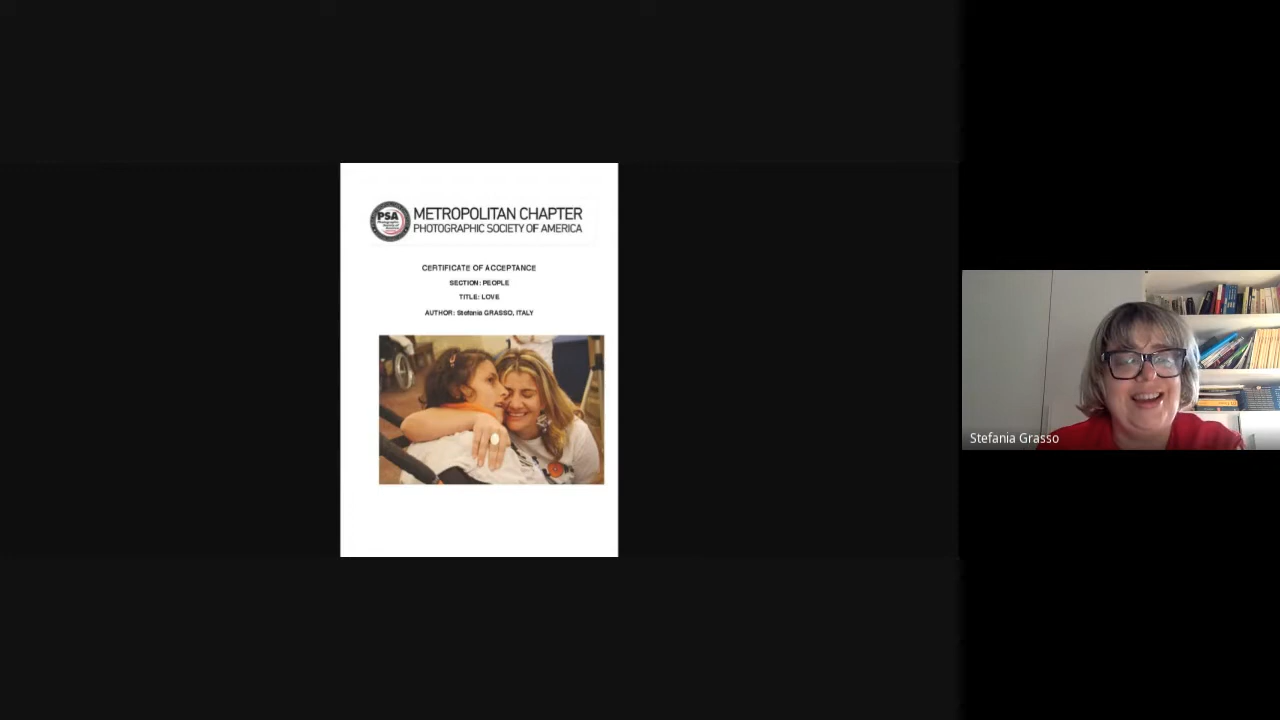 PSA
METROPOLITAN CHAPTER
PHOTOGRAPHIC SOCIETY OF AMERICA
CERTIFICATE OF ACCEPTANCE
SECTION: PEOPLE
TITLE: LOVE
AUTHOR: Stefania GRASSO, ITALY
Stefania Grasso